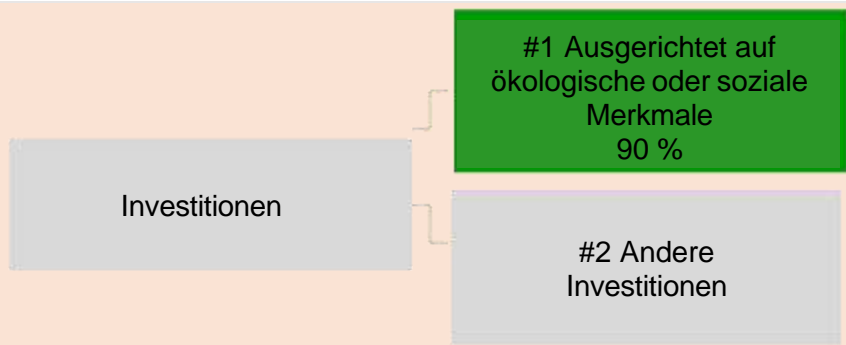 #1 Ausgerichtet auf
ökologische oder soziale
Merkmale
90 %
Investitionen
#2 Andere
Investitionen